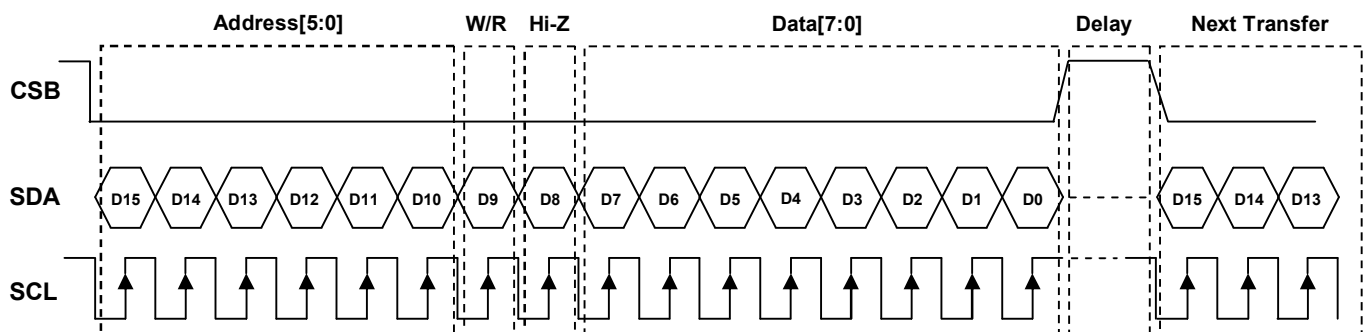 Address[5:0] W/R Hi-Z Data[7:0] Delay Next Transfer
CSB
SDA D15 D14 D13 D12 D11 D10 D9 D8 D7 D6 D5 D4 D3 D2 D1 D0 D15 D14 D13
SCL